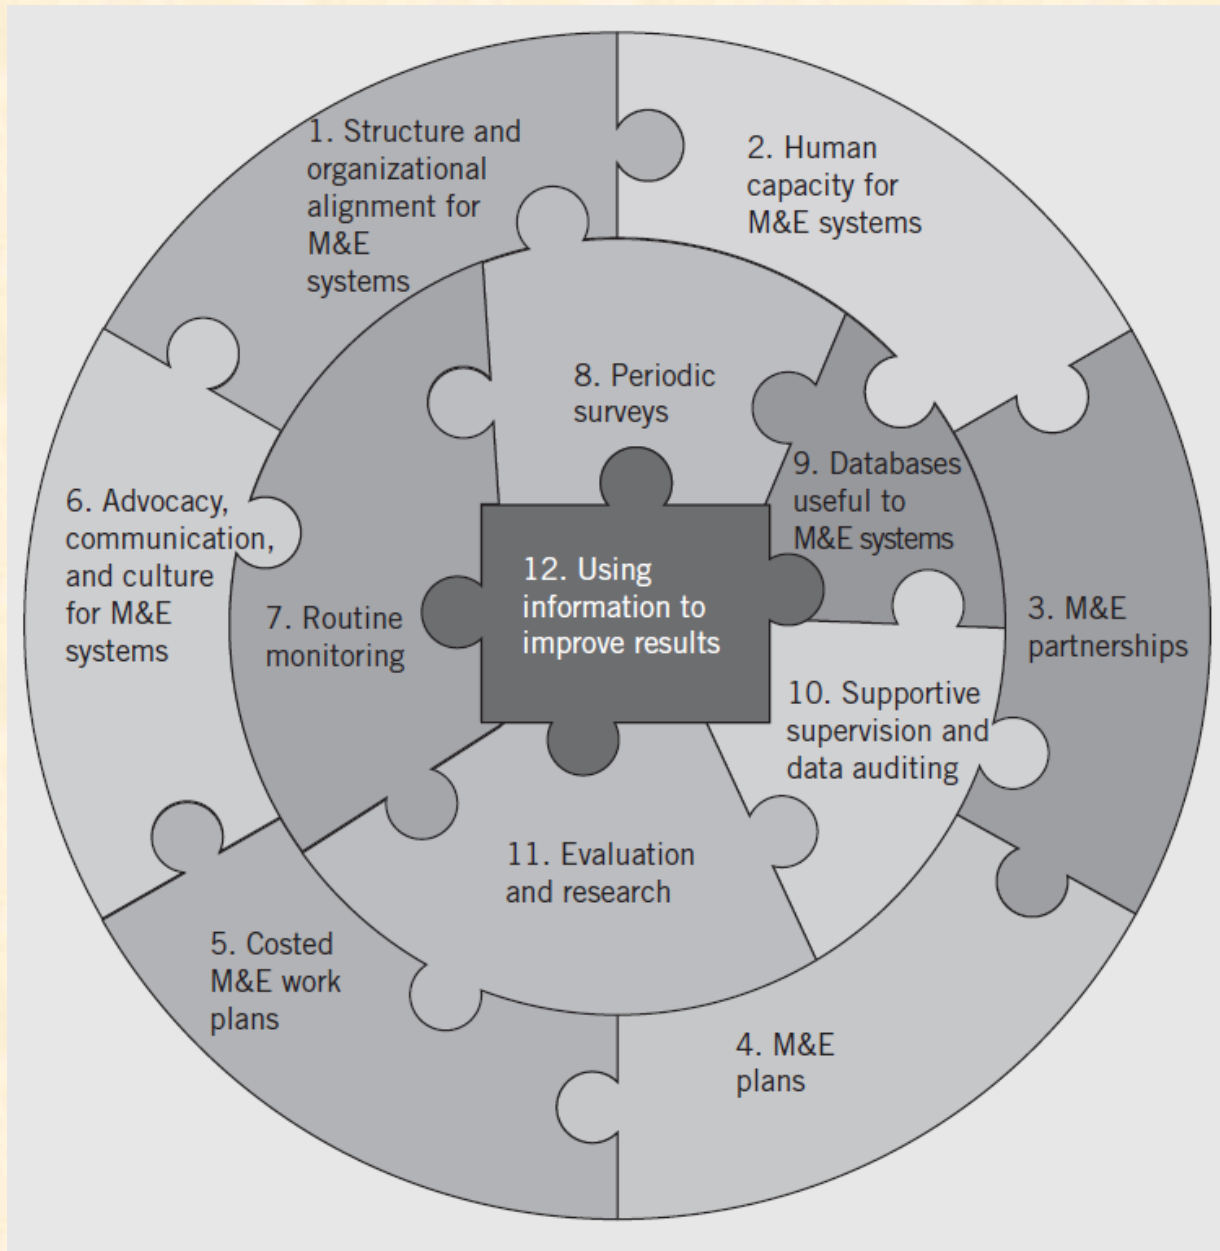 1. Structure and
organizational
alignment for
M&E
systems
2. Human
capacity for
M&E systems
3. M&E
partnerships
4. M&E
plans
5. Costed
M&E work
plans
6. Advocacy,
communication,
and culture
for M&E
systems
7. Routine
monitoring
8. Periodic
surveys
9. Databases
useful to
M&E systems
10. Supportive
supervision and
data auditing
11. Evaluation
and research
12. Using
information to
improve results